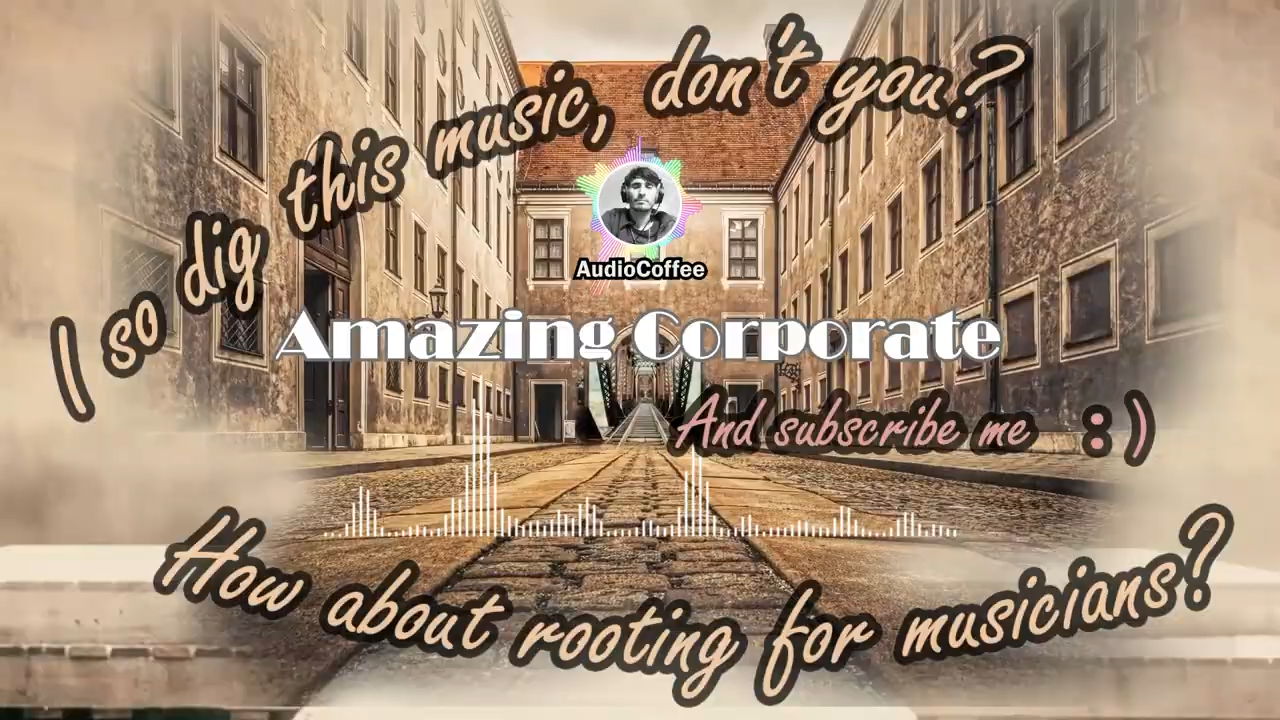 I so dig this music, don't you?
AudioCoffee
Amazing Corporate
And subscribe me :)
How about rooting for musicians?